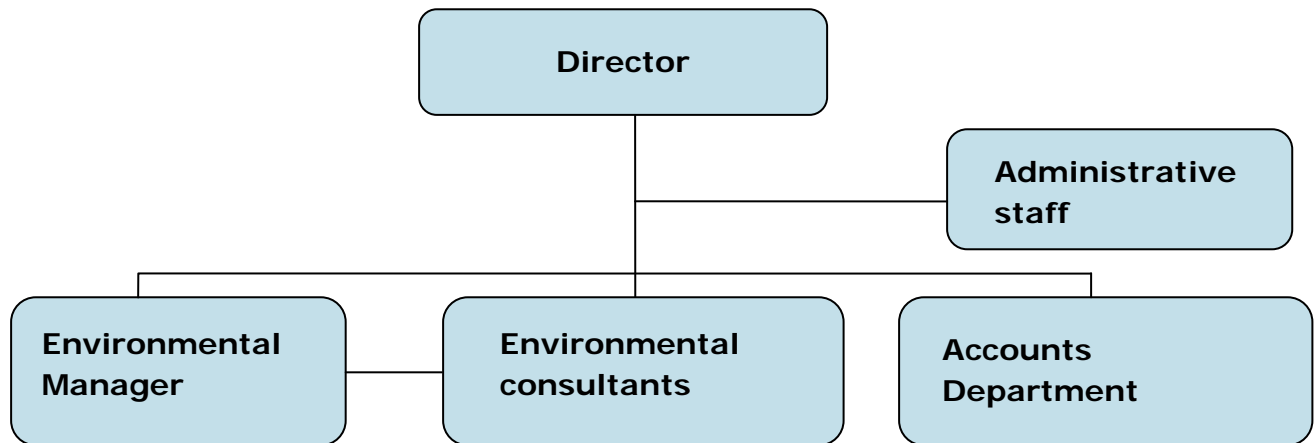 Director
Administrative
staff
Environmental
Manager
Environmental
consultants
Accounts
Department